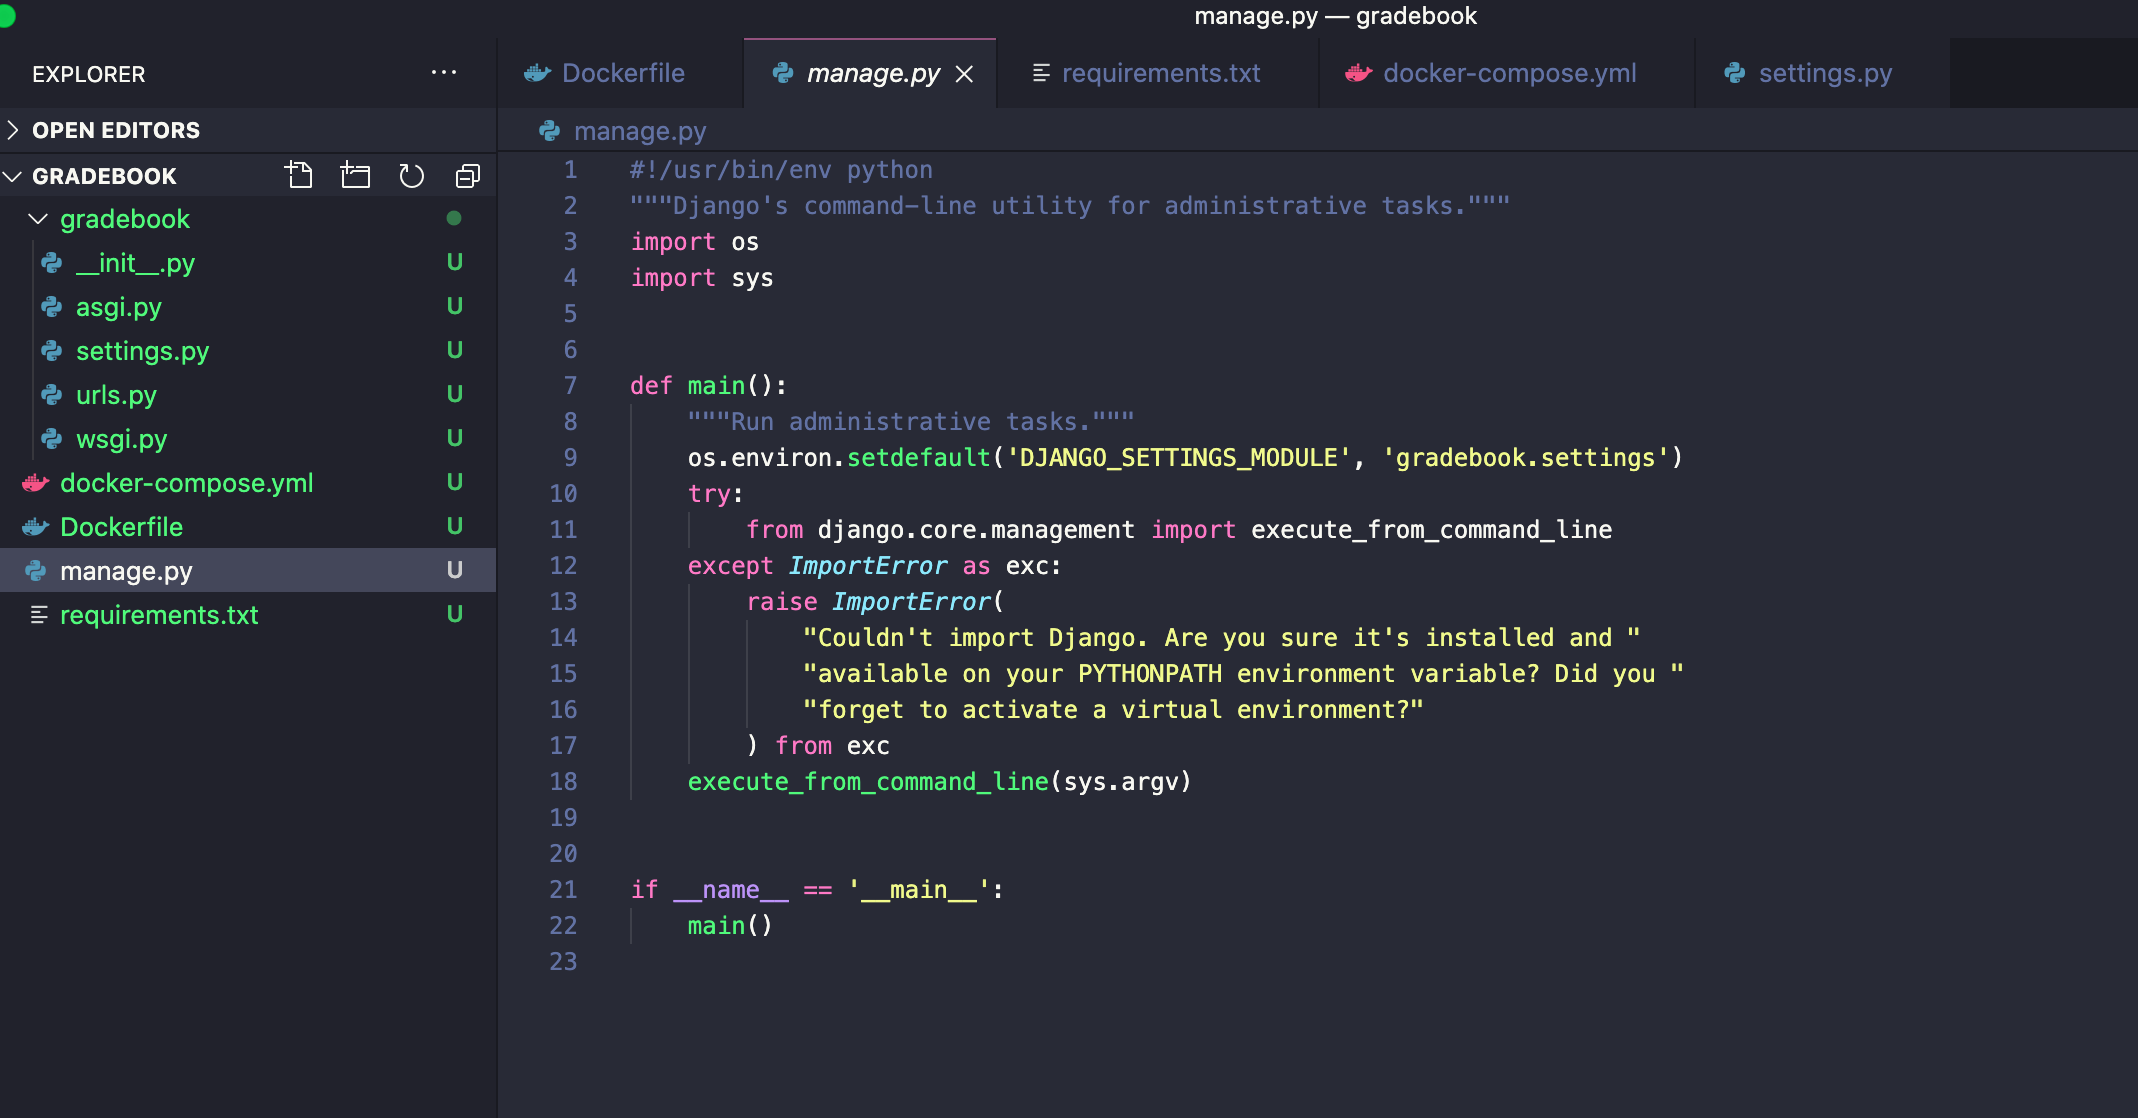 manage.py — gradebook
EXPLORER
Dockerfile
manage.py
requirements.txt
docker-compose.yml
settings.py
OPEN EDITORS
GRADEBOOK
gradebook
__init__.py U
asgi.py U
settings.py U
urls.py U
wsgi.py U
docker-compose.yml U
Dockerfile U
manage.py U
requirements.txt U
manage.py
1 #!/usr/bin/env python
2 """Django's command-line utility for administrative tasks."""
3 import os
4 import sys
5
6
7 def main():
8     """Run administrative tasks."""
9     os.environ.setdefault('DJANGO_SETTINGS_MODULE', 'gradebook.settings')
10     try:
11         from django.core.management import execute_from_command_line
12     except ImportError as exc:
13         raise ImportError(
14             "Couldn't import Django. Are you sure it's installed and "
15             "available on your PYTHONPATH environment variable? Did you "
16             "forget to activate a virtual environment?"
17         ) from exc
18     execute_from_command_line(sys.argv)
19
20
21 if __name__ == '__main__':
22     main()
23